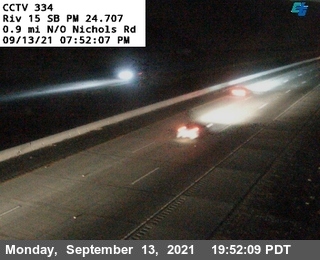 CCTV 334
Riv 15 SB PM 24.707
0.9 mi N/O Nichols Rd
09/13/21 07:52:07 PM
Monday, September 13, 2021 19:52:09 PDT